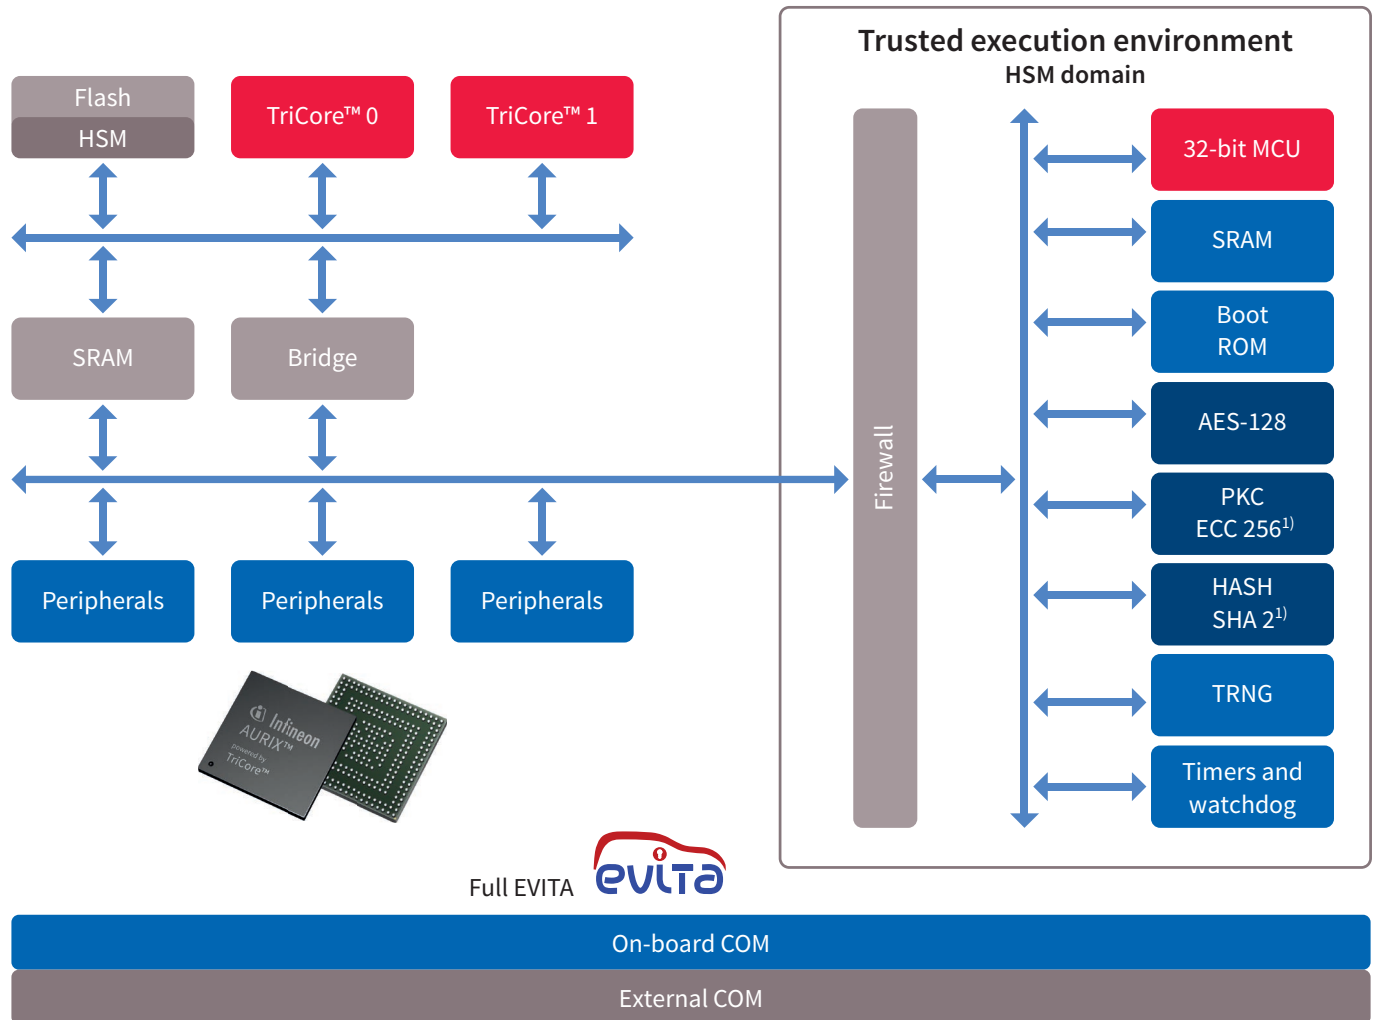 Trusted execution environment
HSM domain
Flash
HSM
TriCore™ 0
TriCore™ 1
SRAM
Bridge
Peripherals
Peripherals
Peripherals
Firewall
32-bit MCU
SRAM
Boot
ROM
AES-128
PKC
ECC 256¹⁾
HASH
SHA 2¹⁾
TRNG
Timers and
watchdog
Infineon
AURIX™
powered by
TriCore™
Full EVITA
evita
On-board COM
External COM